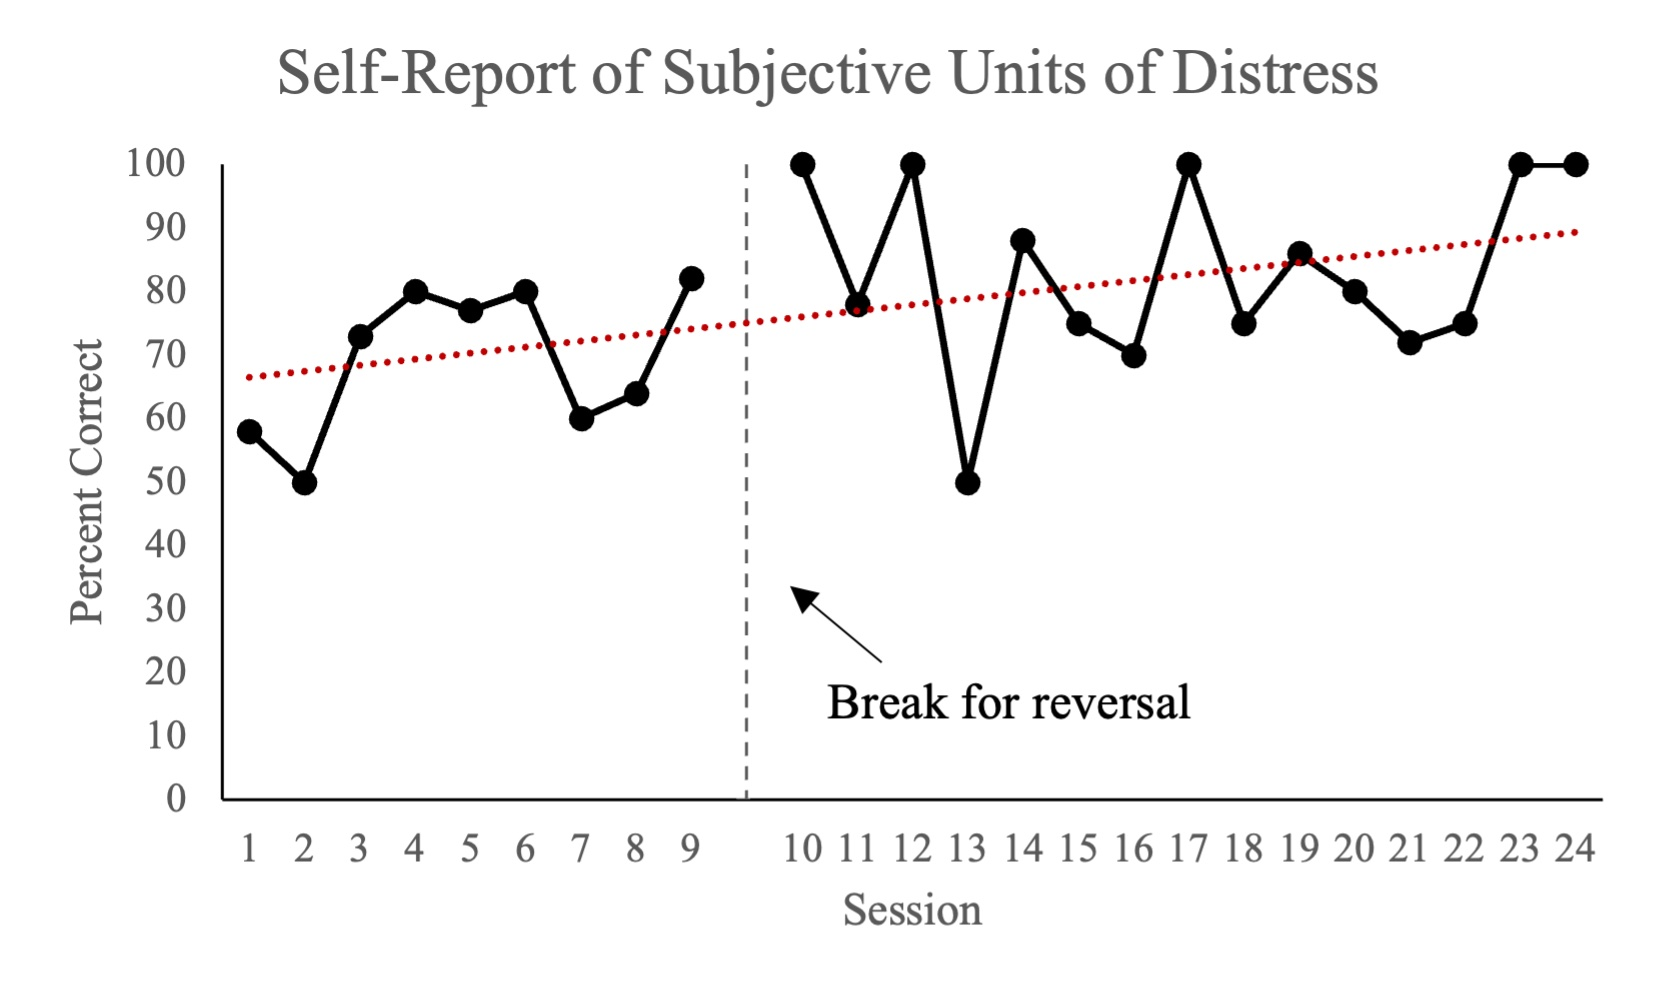 Self-Report of Subjective Units of Distress
100
90
80
70
60
50
40
30
20
10
0
Percent Correct
Break for reversal
1 2 3 4 5 6 7 8 9 10 11 12 13 14 15 16 17 18 19 20 21 22 23 24
Session